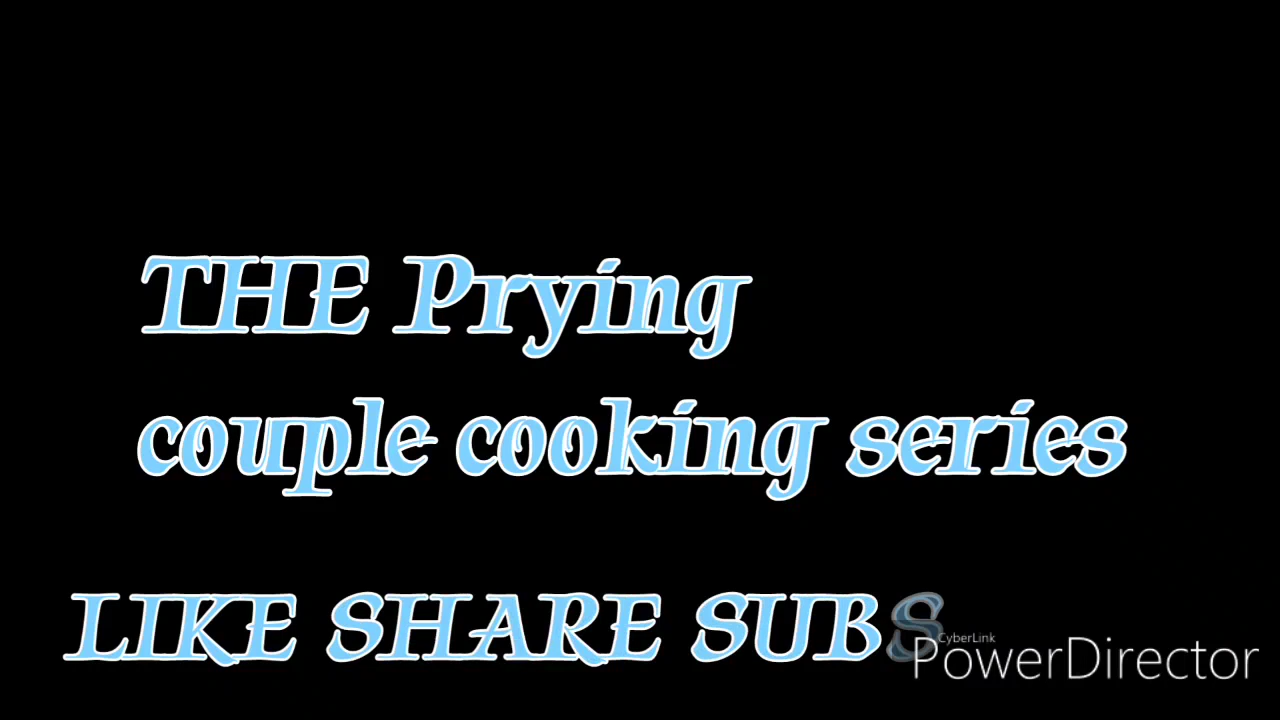 THE Prying
couple cooking series
LIKE SHARE SUBS
CyberLink
PowerDirector